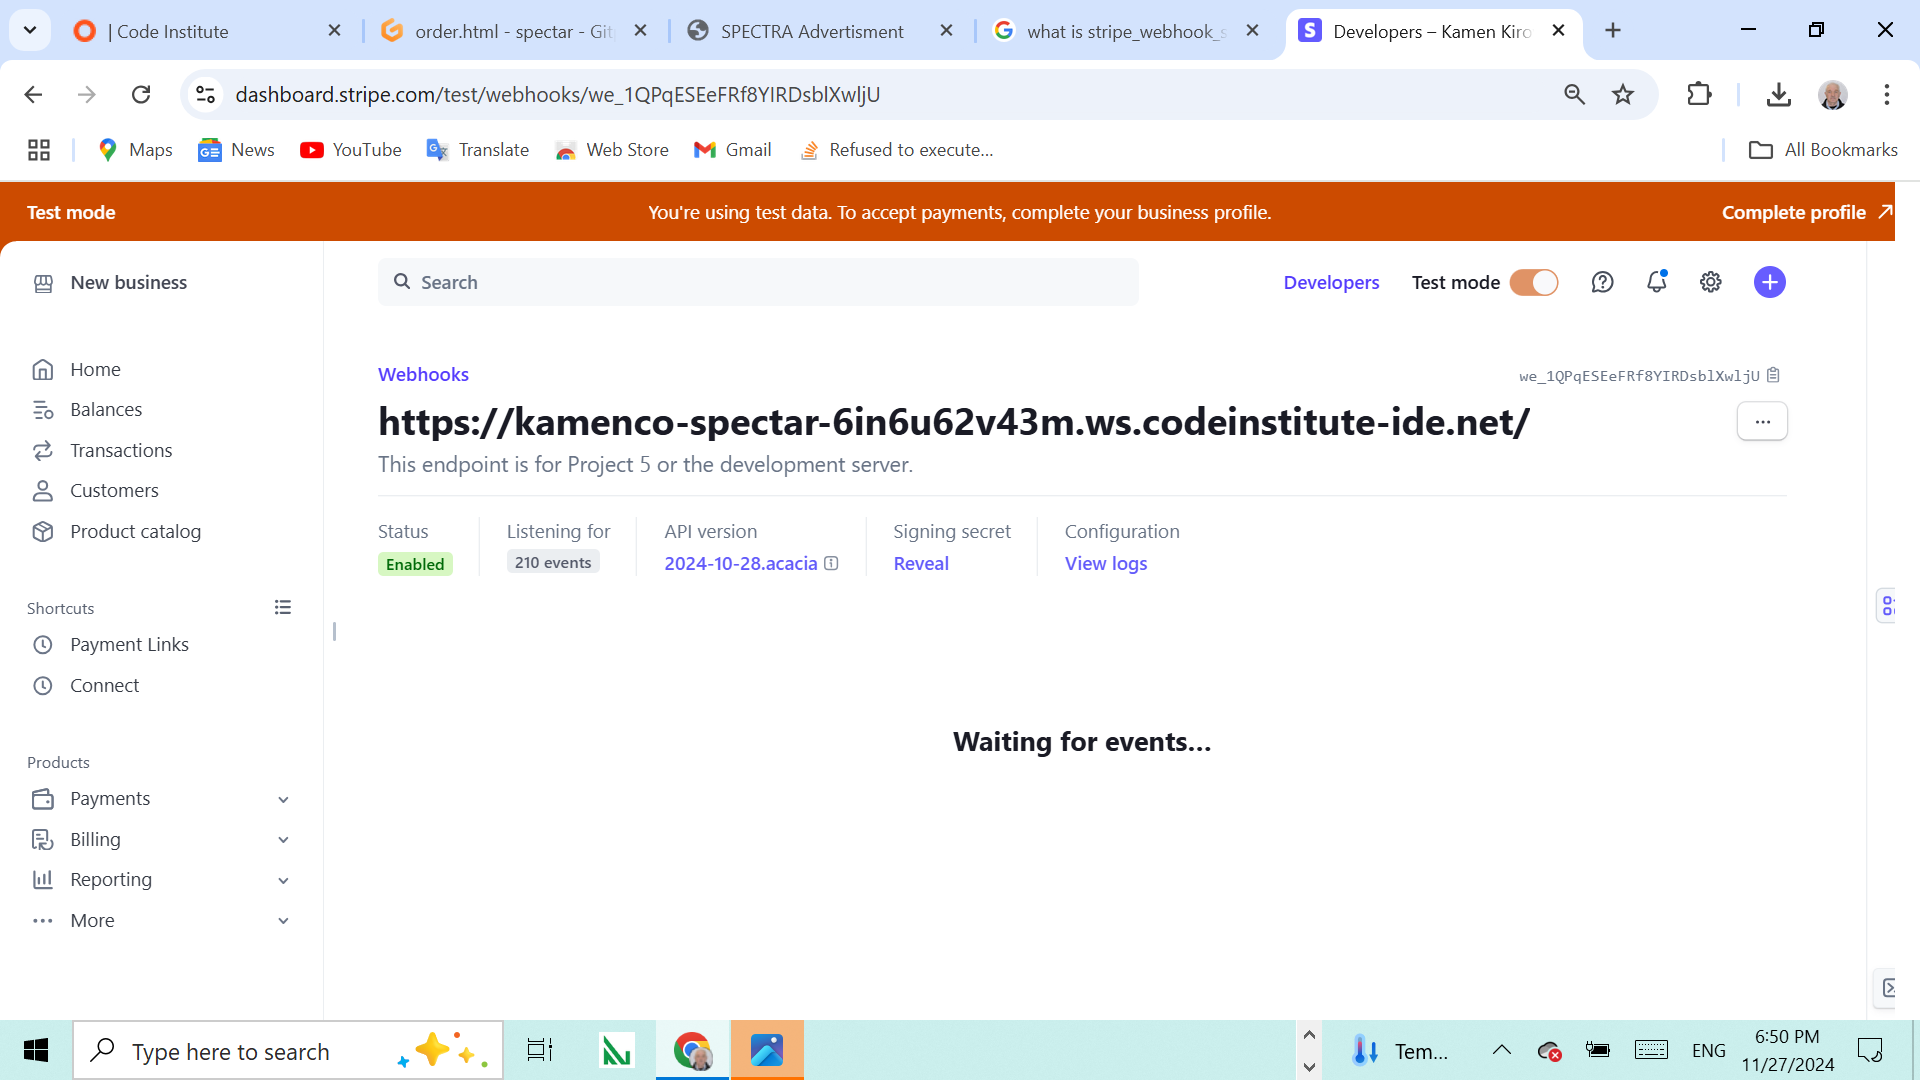 | Code Institute
order.html - spectar - Git
SPECTRA Advertisment
what is stripe_webhook_s
Developers – Kamen Kiro
dashboard.stripe.com/test/webhooks/we_1QPqESEeFRf8YIRDsblXwljU
Maps
News
YouTube
Translate
Web Store
Gmail
Refused to execute...
All Bookmarks
Test mode
You're using test data. To accept payments, complete your business profile.
Complete profile
New business
Search
Developers
Test mode
Home
Balances
Transactions
Customers
Product catalog
Shortcuts
Payment Links
Connect
Products
Payments
Billing
Reporting
More
Webhooks
we_1QPqESEeFRf8YIRDsblXwljU
https://kamenco-spectar-6in6u62v43m.ws.codeinstitute-ide.net/
This endpoint is for Project 5 or the development server.
Status
Enabled
Listening for
210 events
API version
2024-10-28.acacia
Signing secret
Reveal
Configuration
View logs
Waiting for events…
Type here to search
Tem...
ENG
6:50 PM
11/27/2024